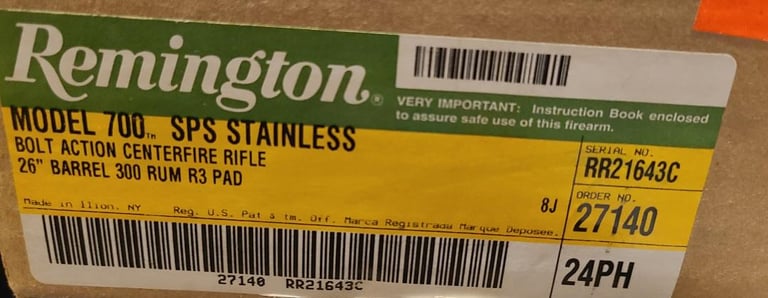 Remington®
VERY IMPORTANT: Instruction Book enclosed
to assure safe use of this firearm.
MODEL 700™ SPS STAINLESS
BOLT ACTION CENTERFIRE RIFLE
26" BARREL 300 RUM R3 PAD
8J
Made in Ilion, NY Reg. U.S. Pat & tm. Off. Marca Registrada Marque Deposee.
SERIAL NO.
RR21643C
ORDER NO.
27140
24PH
27140 RR21643C